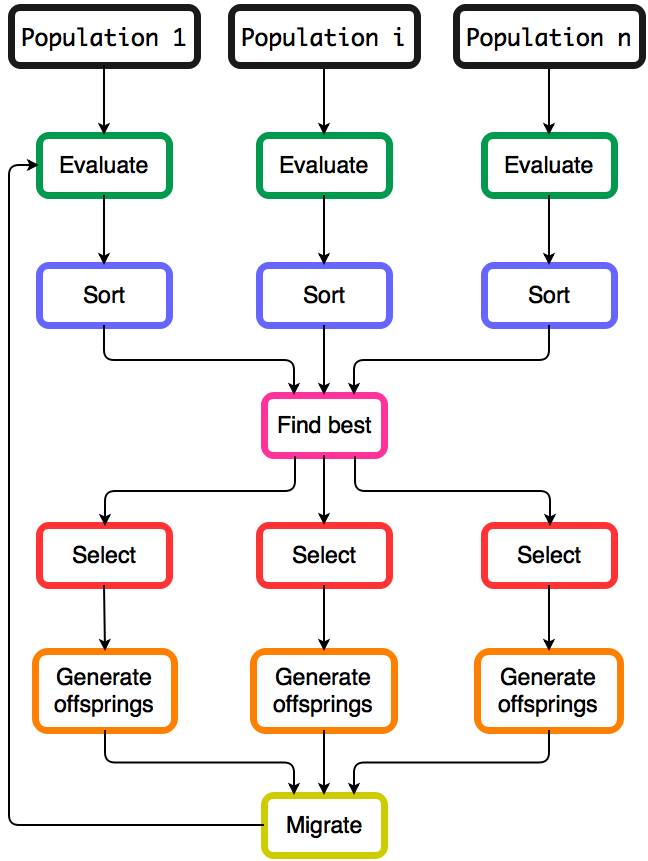 Population 1
Population i
Population n
Evaluate
Evaluate
Evaluate
Sort
Sort
Sort
Find best
Select
Select
Select
Generate
offsprings
Generate
offsprings
Generate
offsprings
Migrate